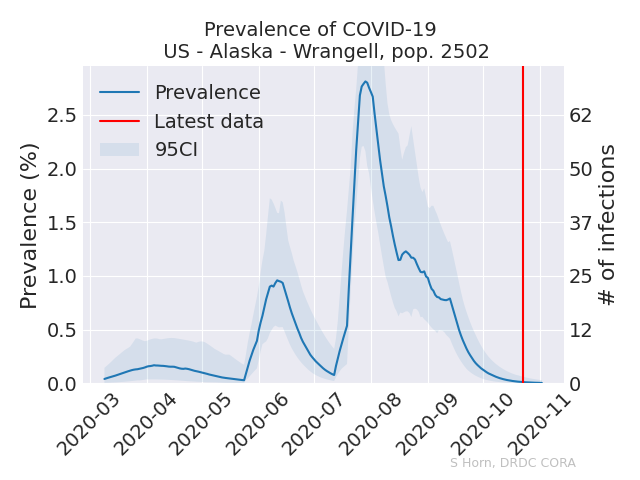 Prevalence of COVID-19
US - Alaska - Wrangell, pop. 2502
Prevalence
Latest data
95CI
Prevalence (%)
2.5
2.0
1.5
1.0
0.5
0.0
62
50
37
25
12
0
# of infections
2020-03
2020-04
2020-05
2020-06
2020-07
2020-08
2020-09
2020-10
2020-11
S Horn, DRDC CORA